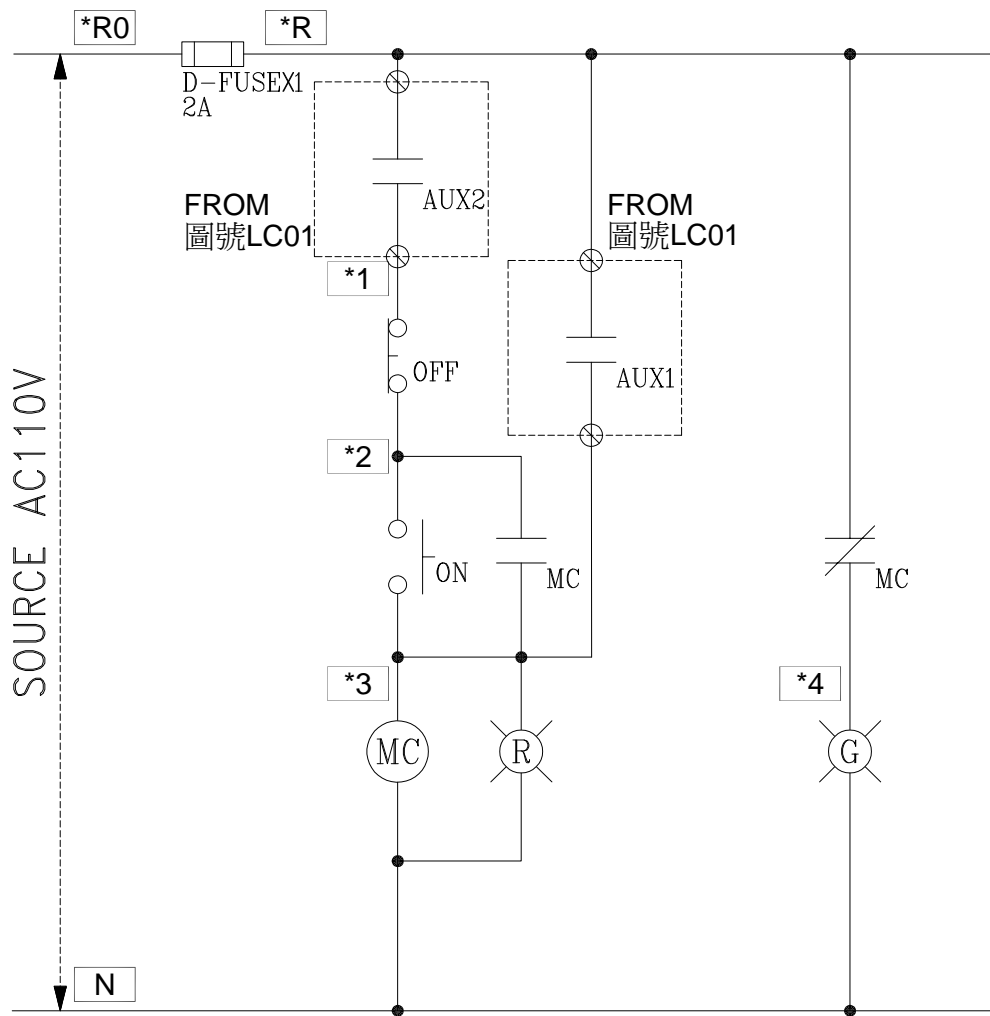 *R0
*R
D-FUSEX1
2A
AUX2
FROM
圖號LC01
FROM
圖號LC01
*1
OFF
AUX1
SOURCE AC110V
*2
ON
MC
MC
*3
*4
MC
R
G
N